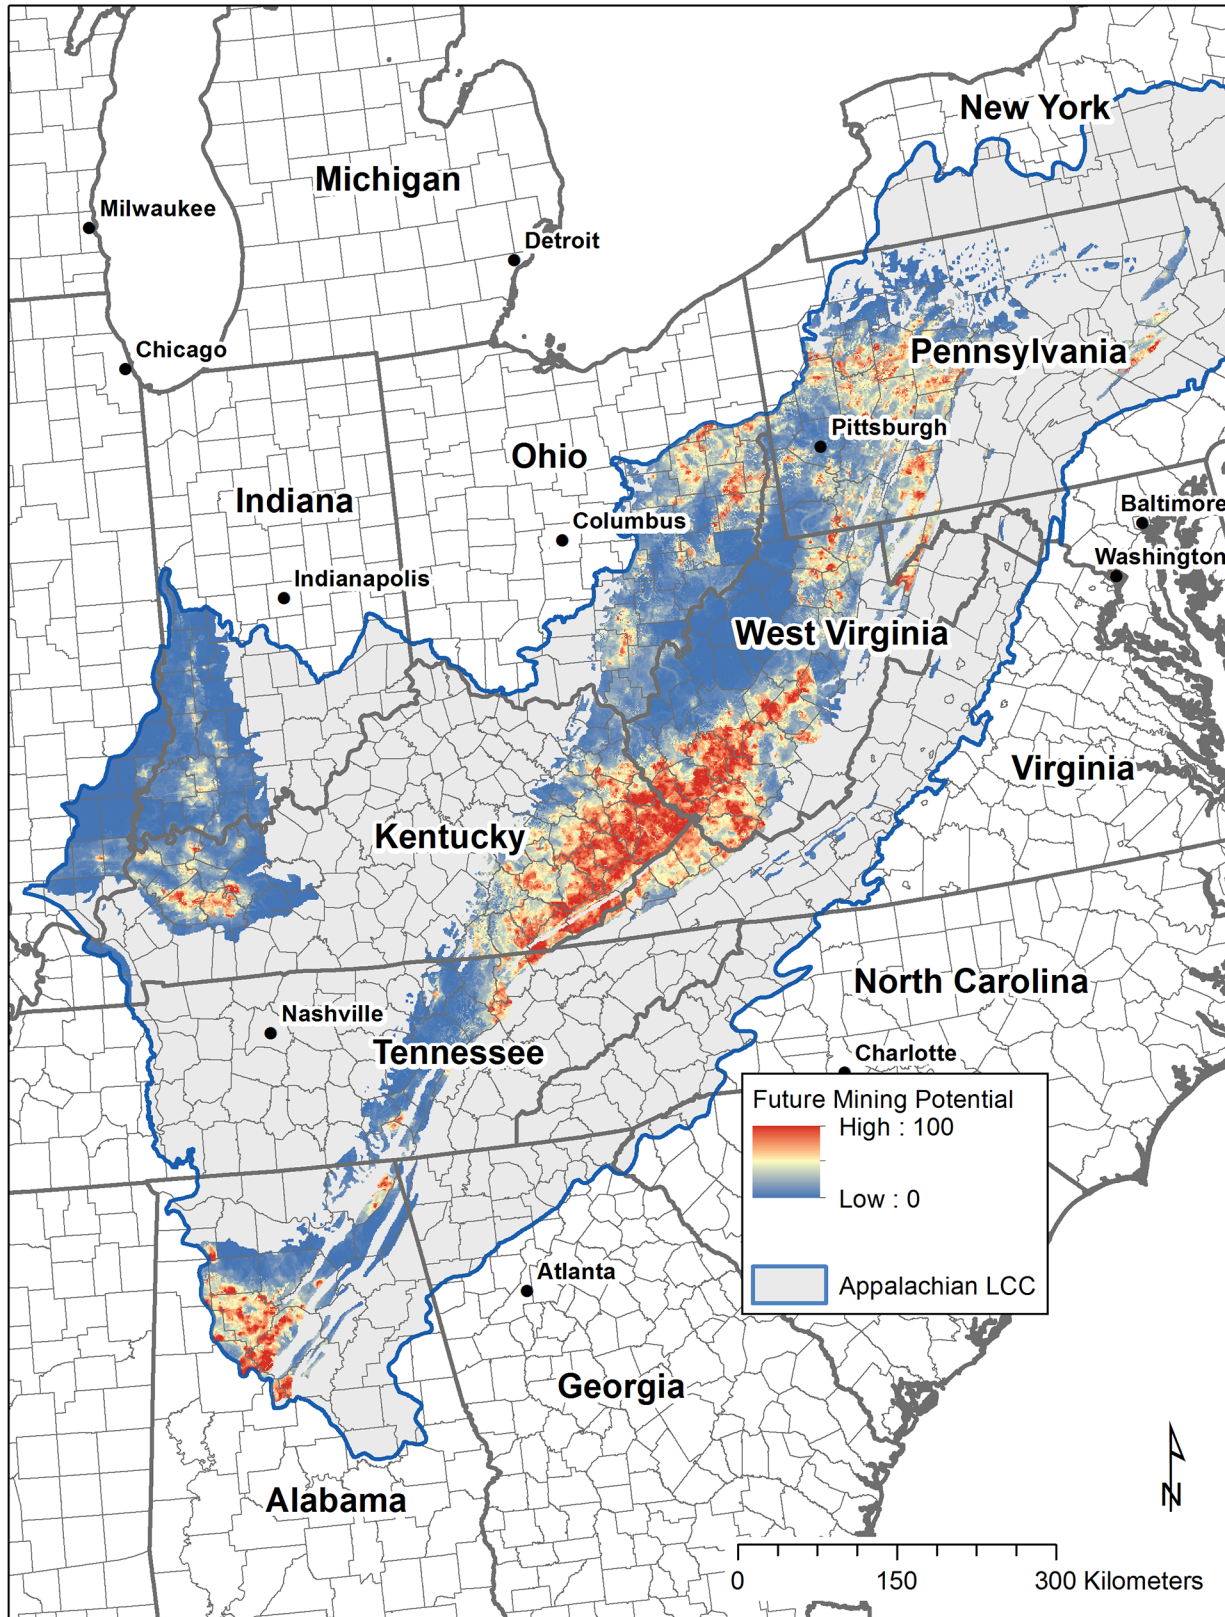 New York
Michigan
Milwaukee
Detroit
Chicago
Pennsylvania
Pittsburgh
Ohio
Indiana
Columbus
Baltimore
Washington
Indianapolis
West Virginia
Virginia
Kentucky
North Carolina
Nashville
Tennessee
Charlotte
Future Mining Potential
High : 100
Low : 0
Appalachian LCC
Atlanta
Georgia
Alabama
N
0 150 300 Kilometers